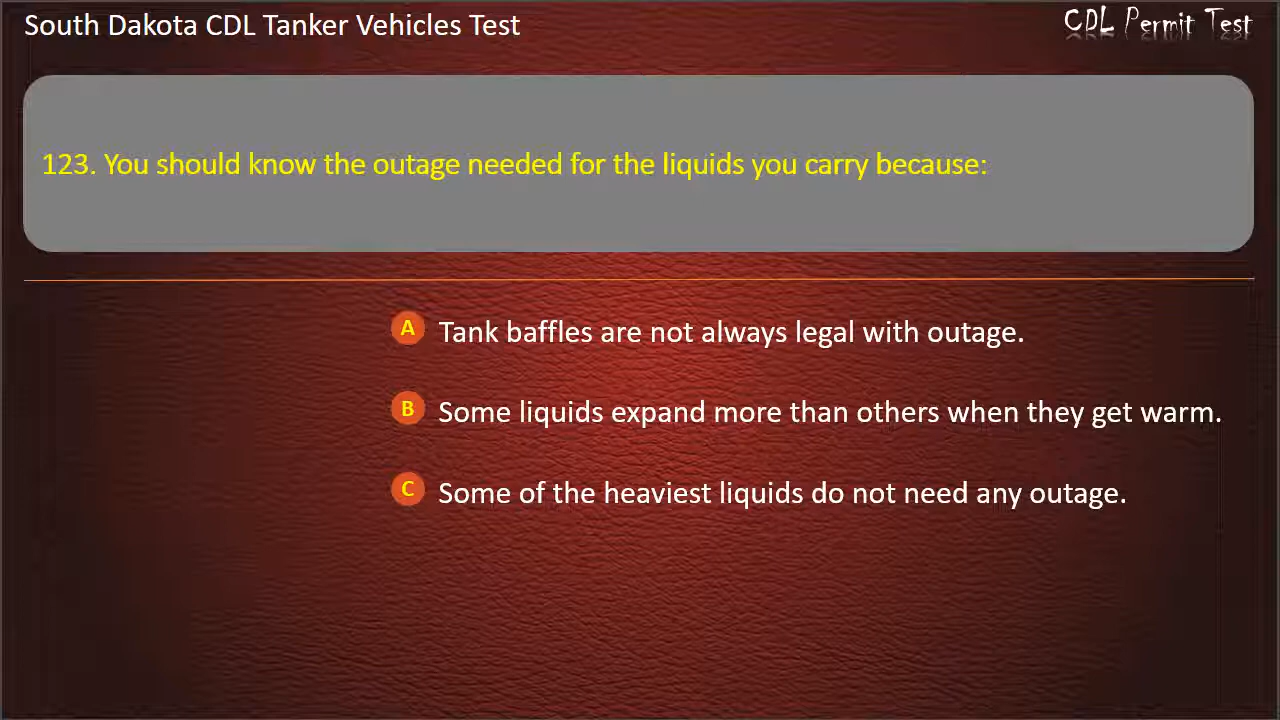 South Dakota CDL Tanker Vehicles Test
CDL Permit Test
123. You should know the outage needed for the liquids you carry because:
A Tank baffles are not always legal with outage.
B Some liquids expand more than others when they get warm.
C Some of the heaviest liquids do not need any outage.